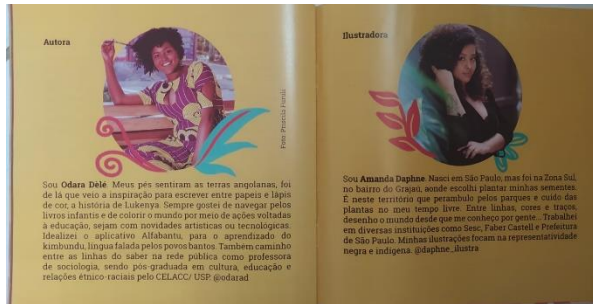 Autora
Foto: Priscila Fornli
Sou Odara Dèlé. Meus pés sentiram as terras angolanas, foi
de lá que veio a inspiração para escrever entre papeis e lápis
de cor, a história de Lukenya. Sempre gostei de navegar pelos
livros infantis e de colorir o mundo por meio de ações voltadas
à educação, sejam com novidades artísticas ou tecnológicas.
Idealizei o aplicativo Alfabantu, para o aprendizado do
kimbundu, língua falada pelos povos bantos. Também caminho
entre as linhas do saber na rede pública como professora
de sociologia, sendo pós-graduada em cultura, educação e
relações étnico-raciais pelo CELACC/ USP. @odarad
Ilustradora
Sou Amanda Daphne. Nasci em São Paulo, mas foi na Zona Sul,
no bairro do Grajaú, aonde escolhi plantar minhas sementes.
É neste território que perambulo pelos parques e cuido das
plantas no meu tempo livre. Entre linhas, cores e traços,
desenho o mundo desde que me conheço por gente... Trabalhei
em diversas instituições como Sesc, Faber Castell e Prefeitura
de São Paulo. Minhas ilustrações focam na representatividade
negra e indígena. @daphne_ilustra